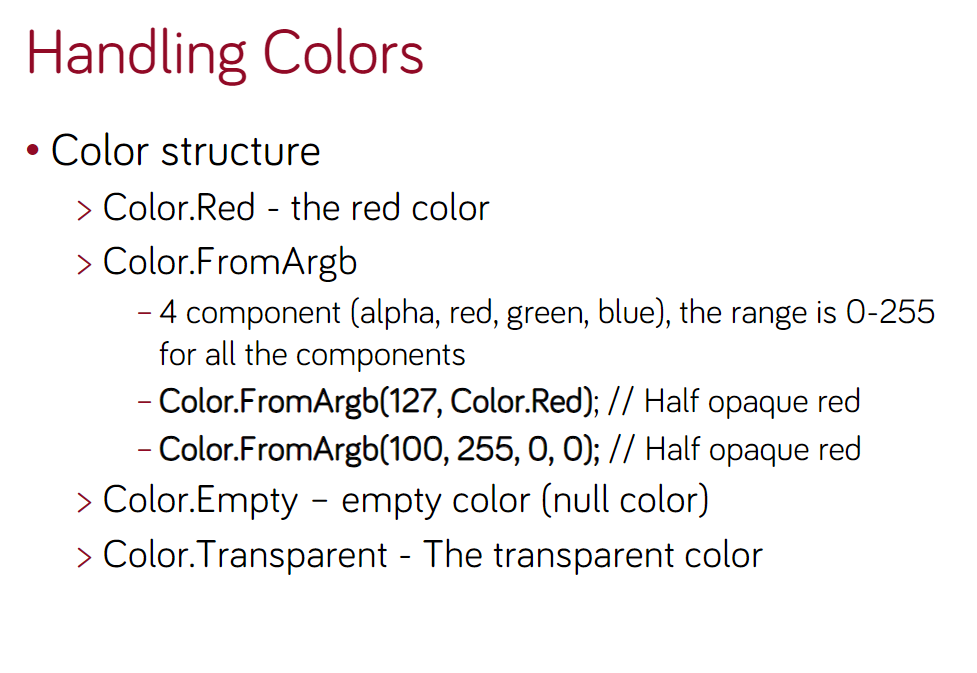 Handling Colors
• Color structure
> Color.Red - the red color
> Color.FromArgb
– 4 component (alpha, red, green, blue), the range is 0-255
for all the components
– Color.FromArgb(127, Color.Red); // Half opaque red
– Color.FromArgb(100, 255, 0, 0); // Half opaque red
> Color.Empty – empty color (null color)
> Color.Transparent - The transparent color